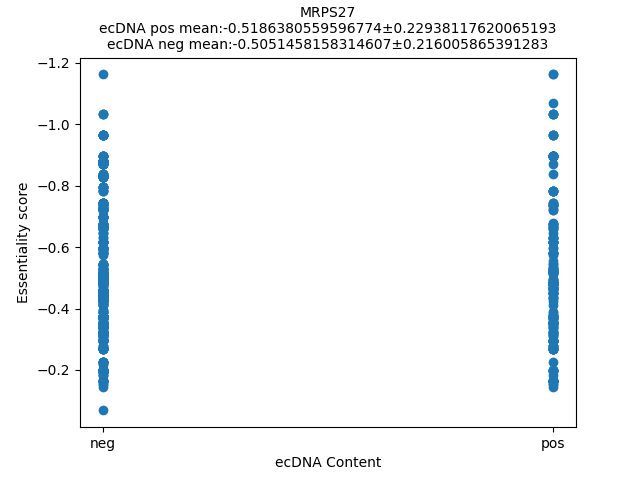 MRPS27
ecDNA pos mean:-0.5186380559596774±0.22938117620065193
ecDNA neg mean:-0.5051458158314607±0.216005865391283
−1.2
−1.0
−0.8
−0.6
−0.4
−0.2
Essentiality score
neg
pos
ecDNA Content